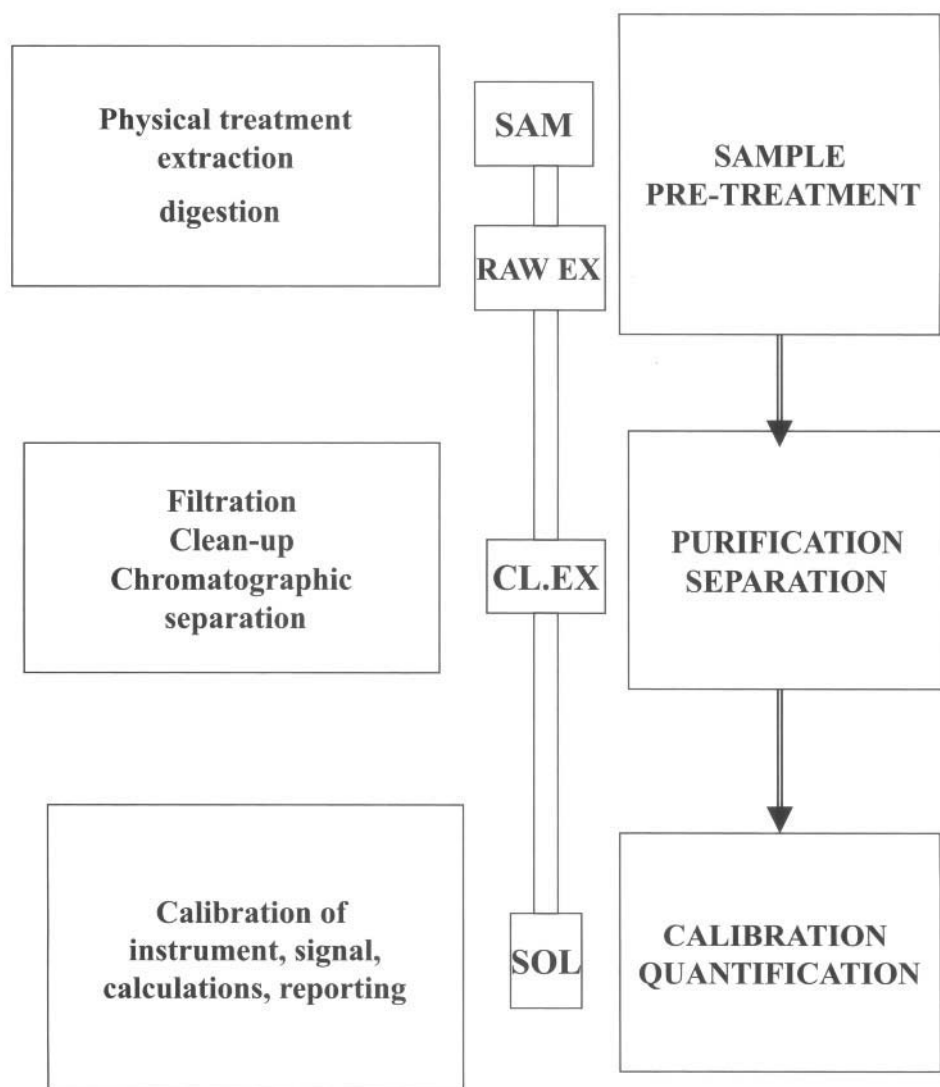 Physical treatment
extraction
digestion
SAM
RAW EX
SAMPLE
PRE-TREATMENT
Filtration
Clean-up
Chromatographic
separation
CL.EX
PURIFICATION
SEPARATION
Calibration of
instrument, signal,
calculations, reporting
SOL
CALIBRATION
QUANTIFICATION